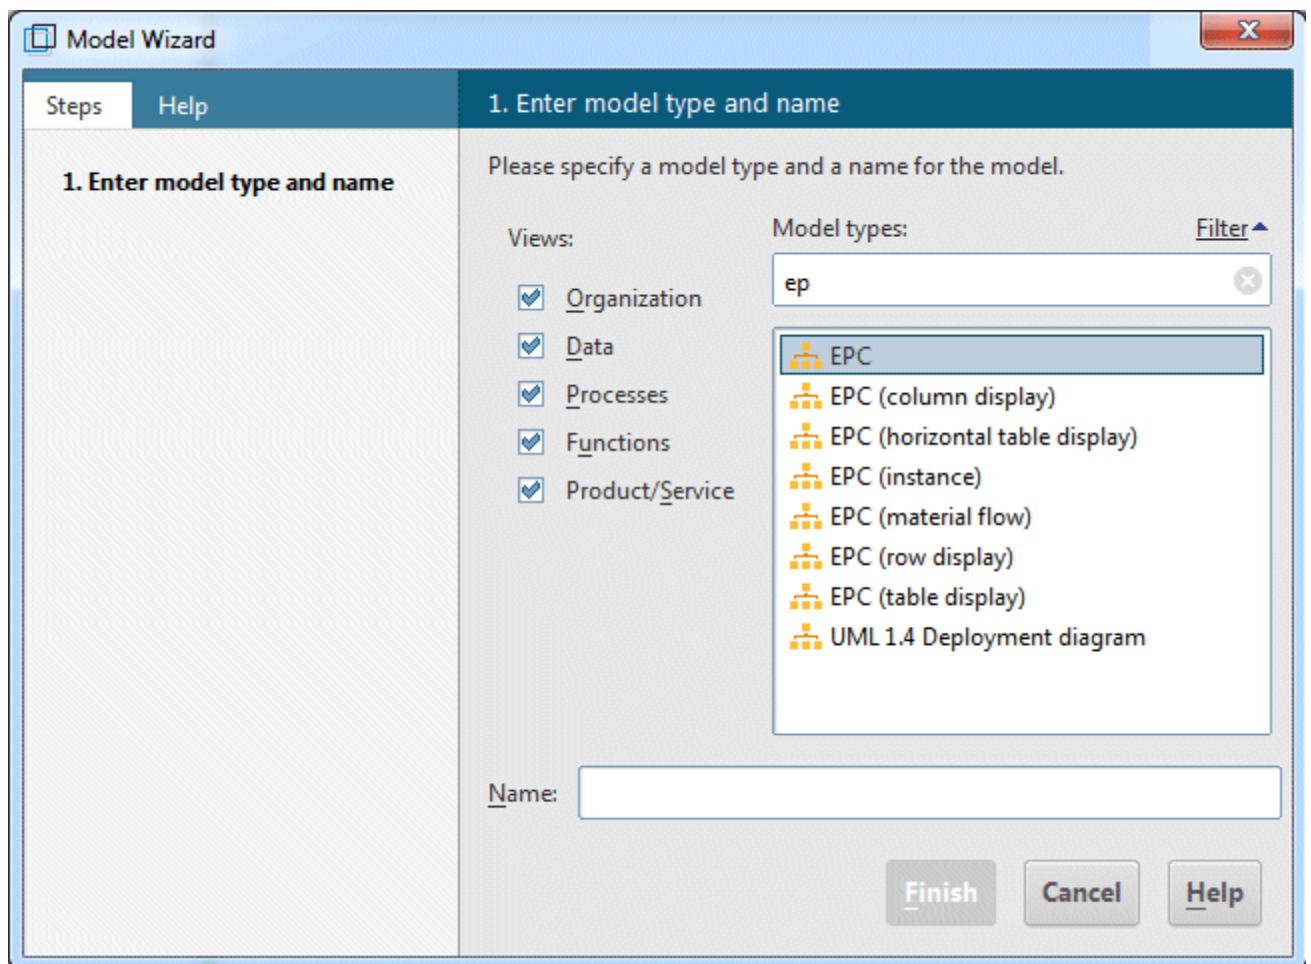 Model Wizard
Steps
Help
1. Enter model type and name
1. Enter model type and name
Please specify a model type and a name for the model.
Views:
Organization
Data
Processes
Functions
Product/Service
Model types:
Filter
ep
EPC
EPC (column display)
EPC (horizontal table display)
EPC (instance)
EPC (material flow)
EPC (row display)
EPC (table display)
UML 1.4 Deployment diagram
Name:
Finish
Cancel
Help